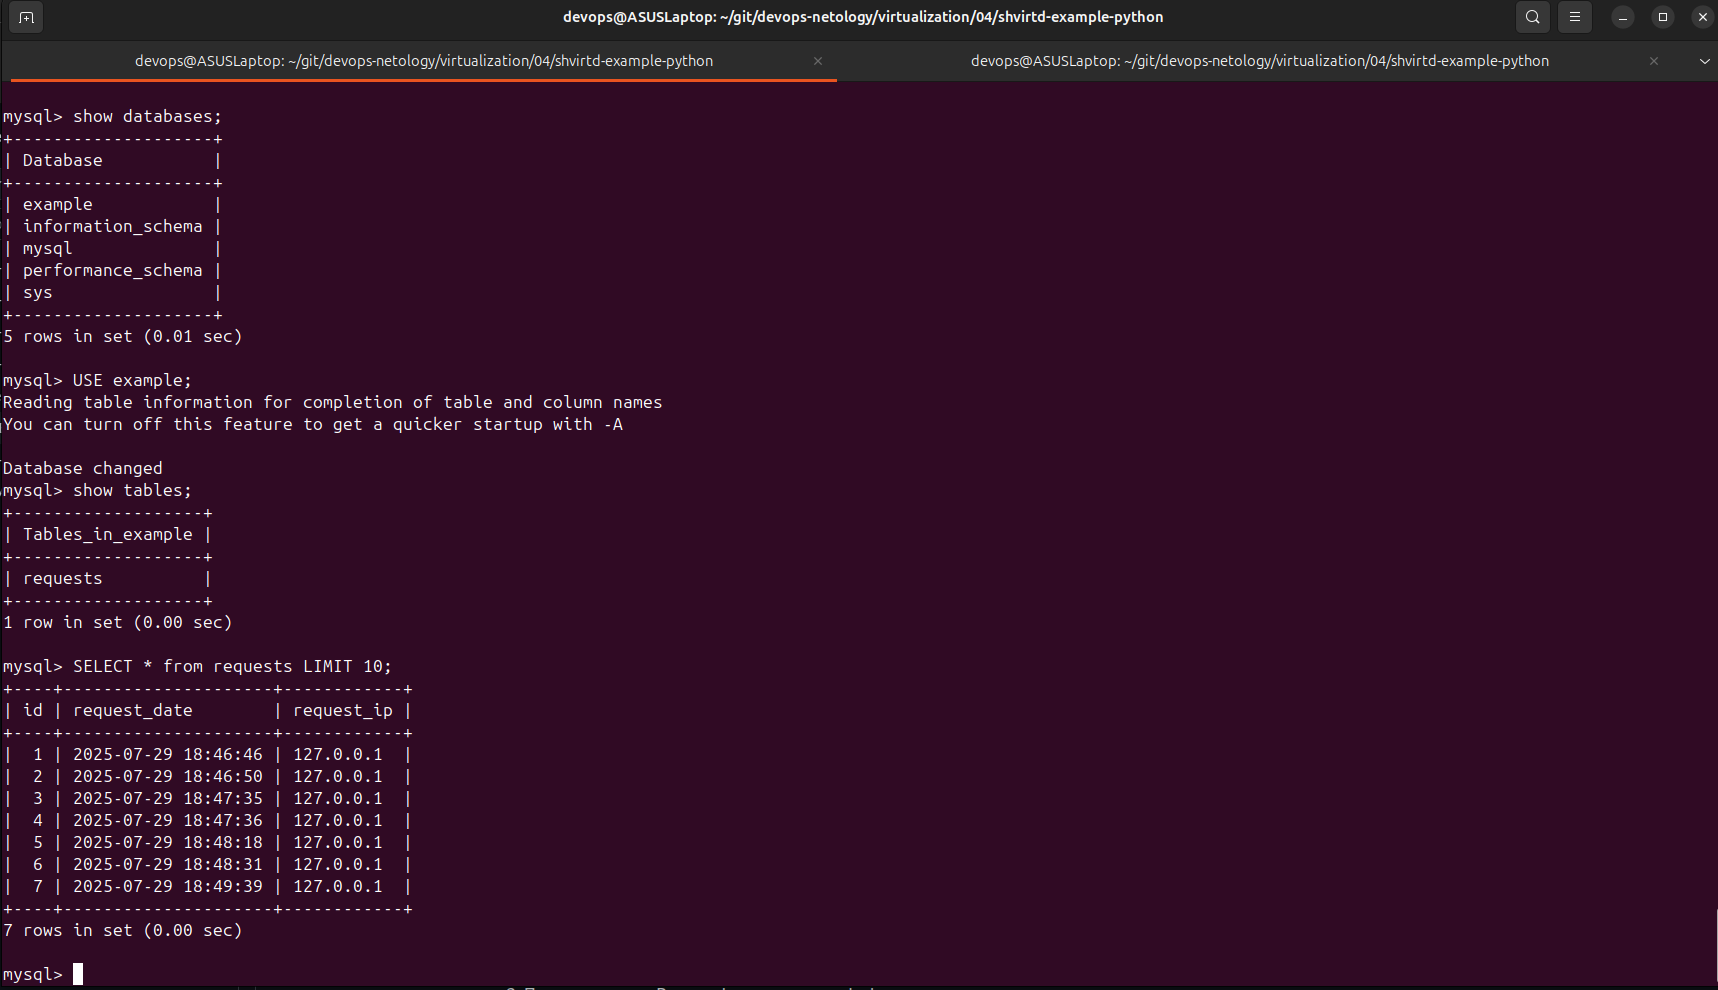 devops@ASUSLaptop: ~/git/devops-netology/virtualization/04/shvirtd-example-python
devops@ASUSLaptop: ~/git/devops-netology/virtualization/04/shvirtd-example-python
devops@ASUSLaptop: ~/git/devops-netology/virtualization/04/shvirtd-example-python
mysql> show databases;
+--------------------+
| Database           |
+--------------------+
| example            |
| information_schema |
| mysql              |
| performance_schema |
| sys                |
+--------------------+
5 rows in set (0.01 sec)
mysql> USE example;
Reading table information for completion of table and column names
You can turn off this feature to get a quicker startup with -A
Database changed
mysql> show tables;
+-------------------+
| Tables_in_example |
+-------------------+
| requests          |
+-------------------+
1 row in set (0.00 sec)
mysql> SELECT * from requests LIMIT 10;
+----+---------------------+------------+
| id | request_date        | request_ip |
+----+---------------------+------------+
|  1 | 2025-07-29 18:46:46 | 127.0.0.1  |
|  2 | 2025-07-29 18:46:50 | 127.0.0.1  |
|  3 | 2025-07-29 18:47:35 | 127.0.0.1  |
|  4 | 2025-07-29 18:47:36 | 127.0.0.1  |
|  5 | 2025-07-29 18:48:18 | 127.0.0.1  |
|  6 | 2025-07-29 18:48:31 | 127.0.0.1  |
|  7 | 2025-07-29 18:49:39 | 127.0.0.1  |
+----+---------------------+------------+
7 rows in set (0.00 sec)
mysql>